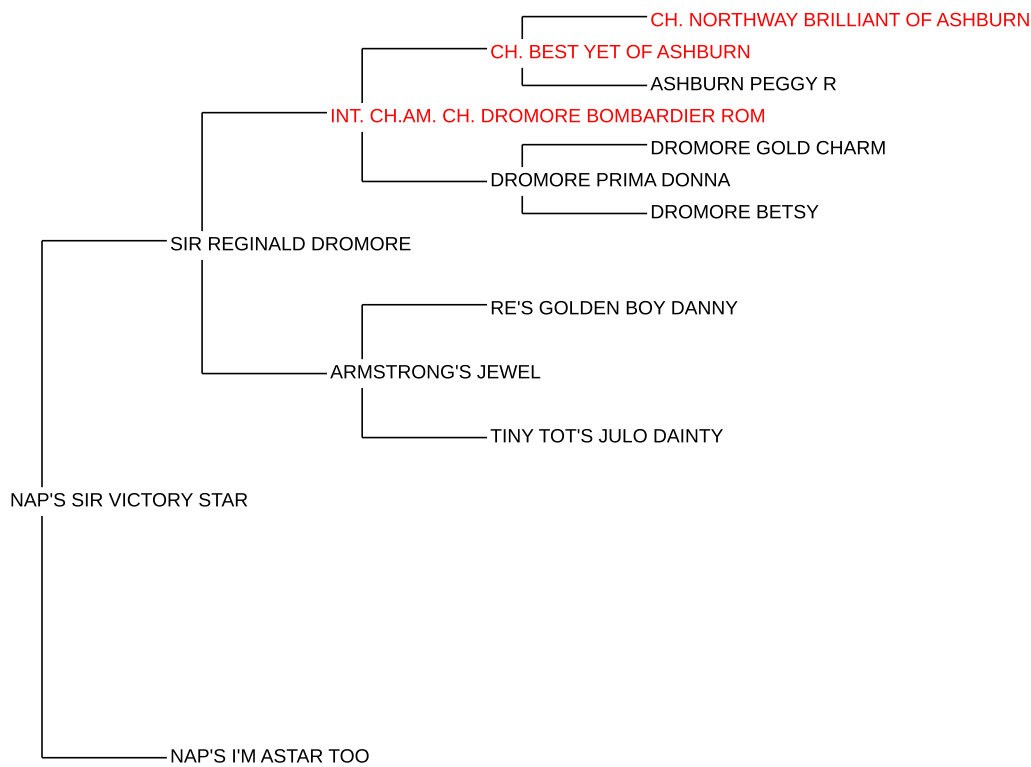 CH. NORTHWAY BRILLIANT OF ASHBURN
CH. BEST YET OF ASHBURN
ASHBURN PEGGY R
INT. CH.AM. CH. DROMORE BOMBARDIER ROM
DROMORE GOLD CHARM
DROMORE PRIMA DONNA
DROMORE BETSY
SIR REGINALD DROMORE
RE'S GOLDEN BOY DANNY
ARMSTRONG'S JEWEL
TINY TOT'S JULO DAINTY
NAP'S SIR VICTORY STAR
NAP'S I'M ASTAR TOO